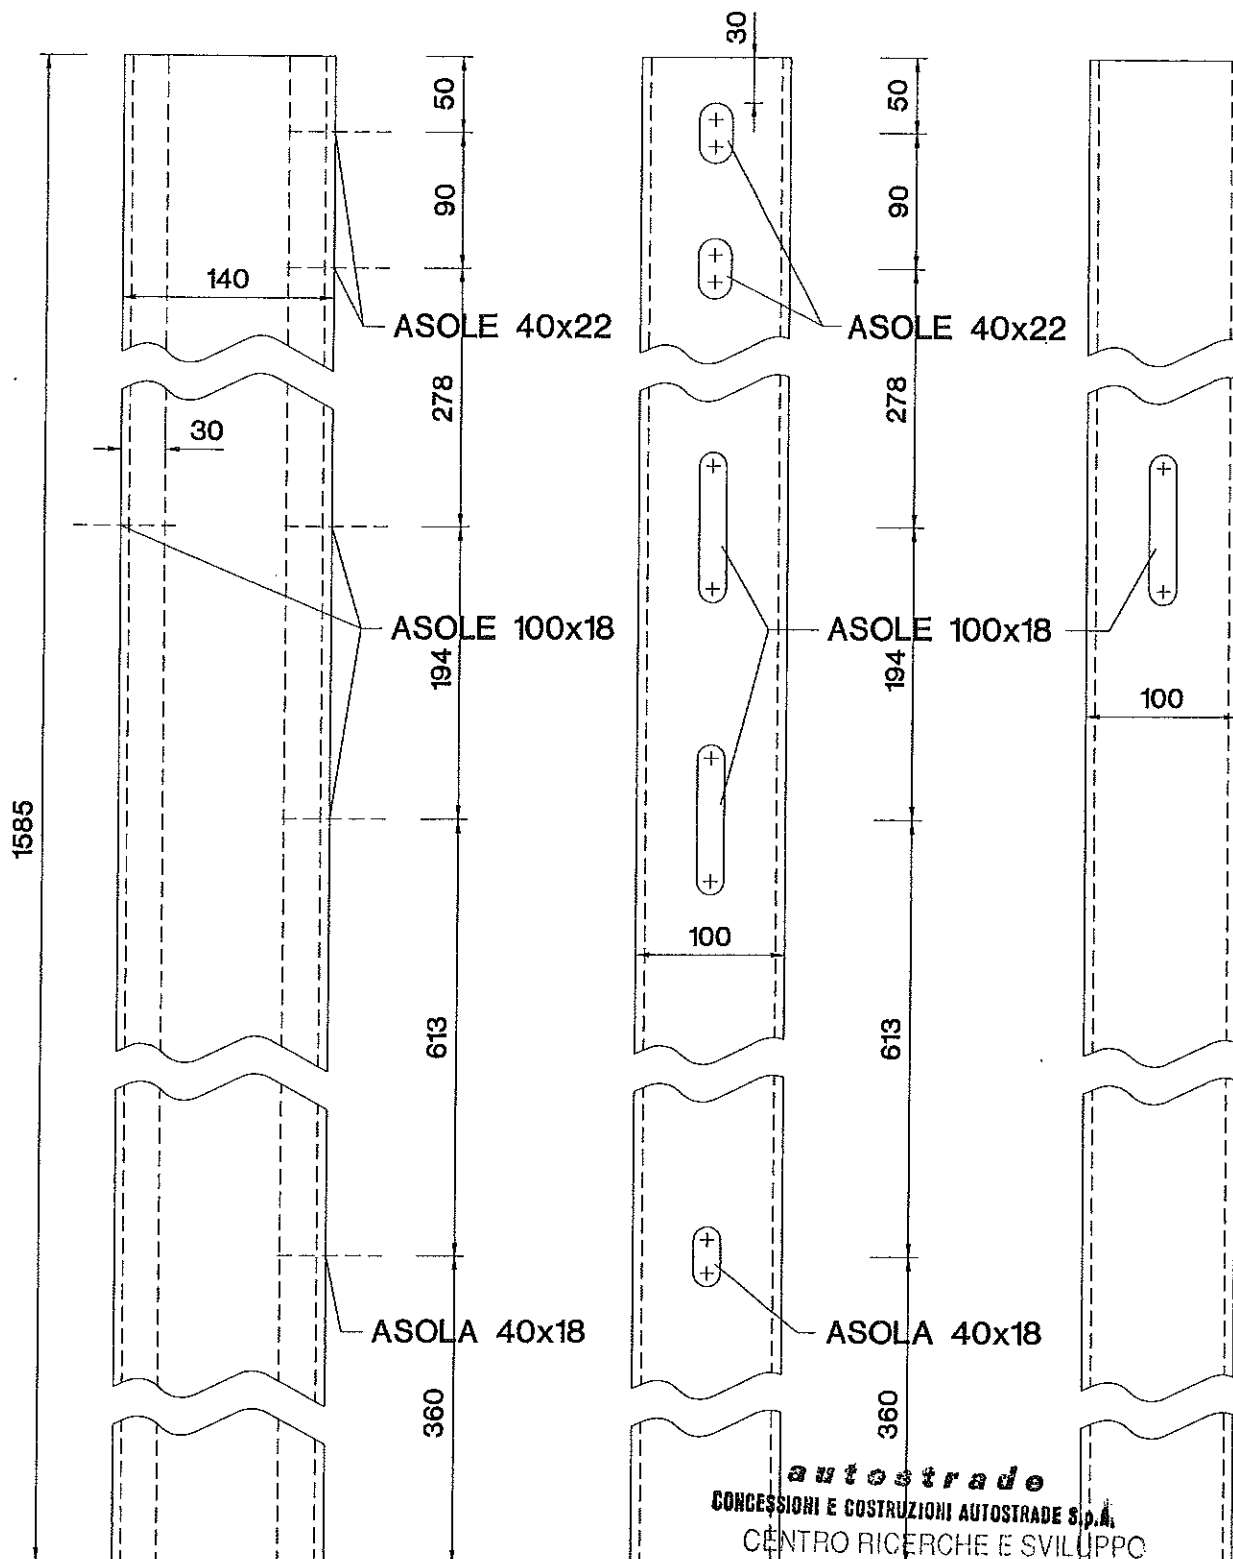 30
50
50
90
90
140
ASOLE 40x22
ASOLE 40x22
278
278
30
ASOLE 100x18
ASOLE 100x18
194
194
100
1585
100
613
613
ASOLA 40x18
ASOLA 40x18
360
360
autostrade
CONCESSIONI E COSTRUZIONI AUTOSTRADE S.p.A.
CENTRO RICERCHE E SVILUPPO